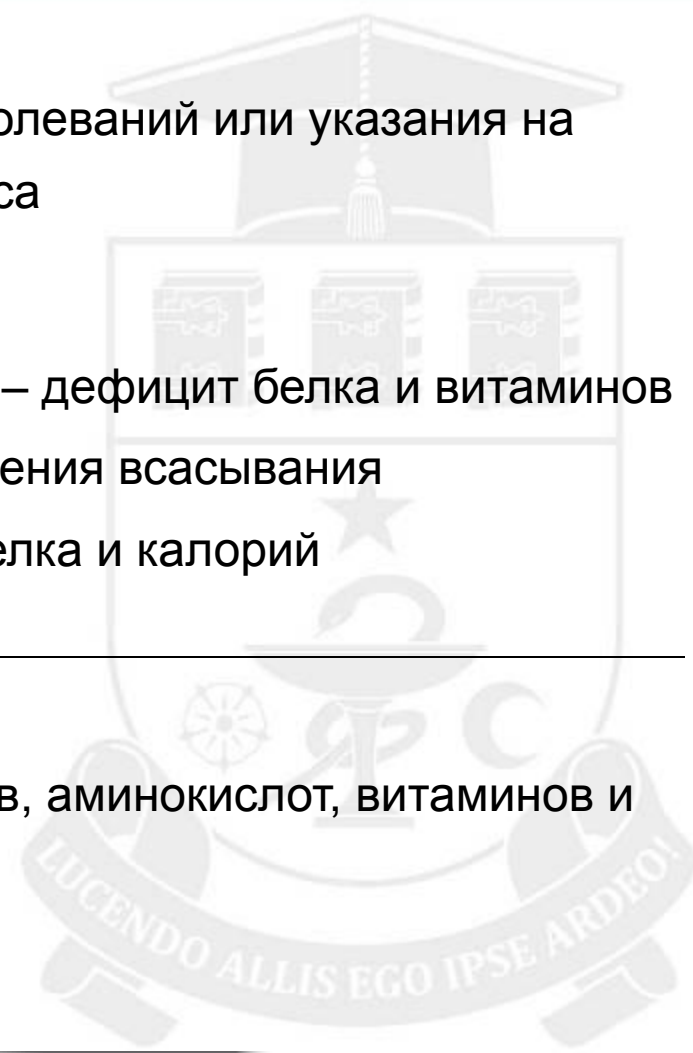 олеваний или указания на
са
– дефицит белка и витаминов
ения всасывания
елка и калорий
в, аминокислот, витаминов и
LUCENDO ALLIS EGO IPSE ARDEO!